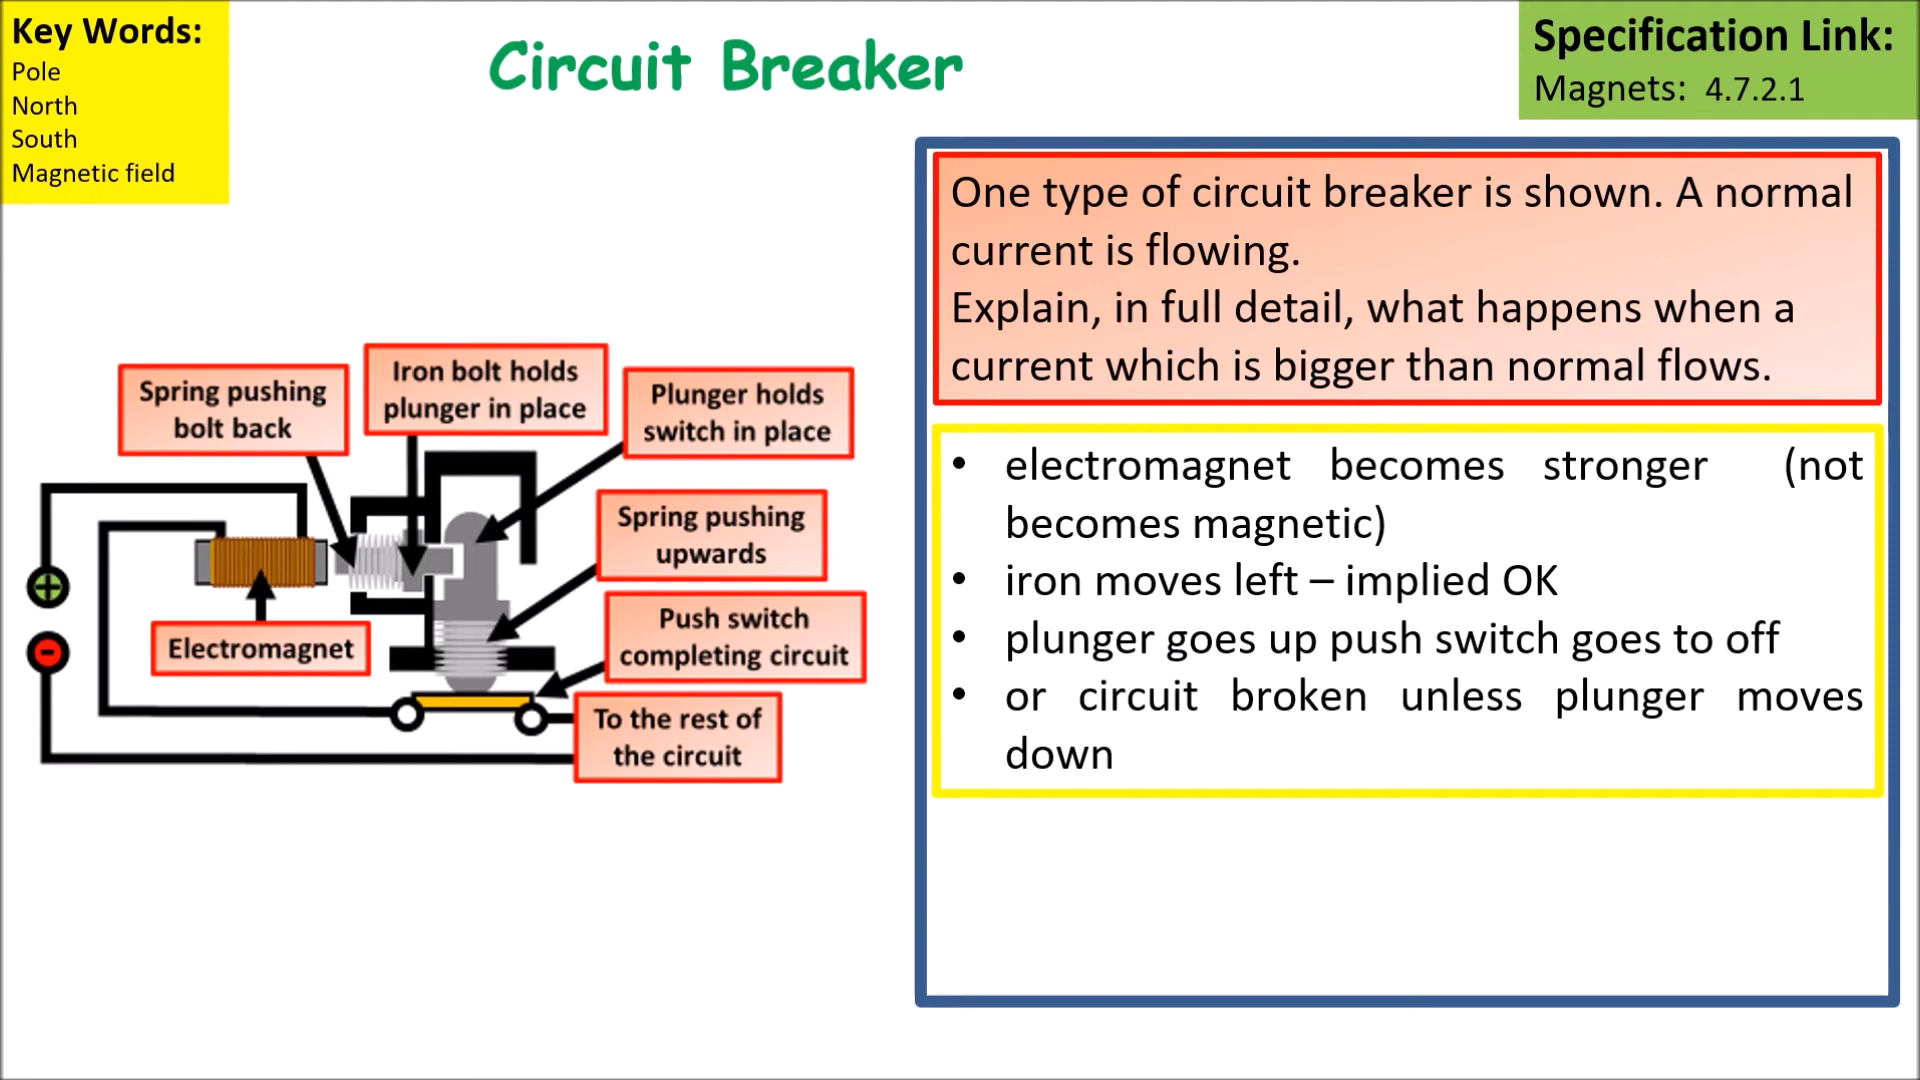 Key Words:
Pole
North
South
Magnetic field
Circuit Breaker
Specification Link:
Magnets: 4.7.2.1
One type of circuit breaker is shown. A normal
current is flowing.
Explain, in full detail, what happens when a
current which is bigger than normal flows.
• electromagnet becomes stronger (not
becomes magnetic)
• iron moves left – implied OK
• plunger goes up push switch goes to off
• or circuit broken unless plunger moves
down
Spring pushing
bolt back
Iron bolt holds
plunger in place
Plunger holds
switch in place
Spring pushing
upwards
Push switch
completing circuit
Electromagnet
To the rest of
the circuit
+
-